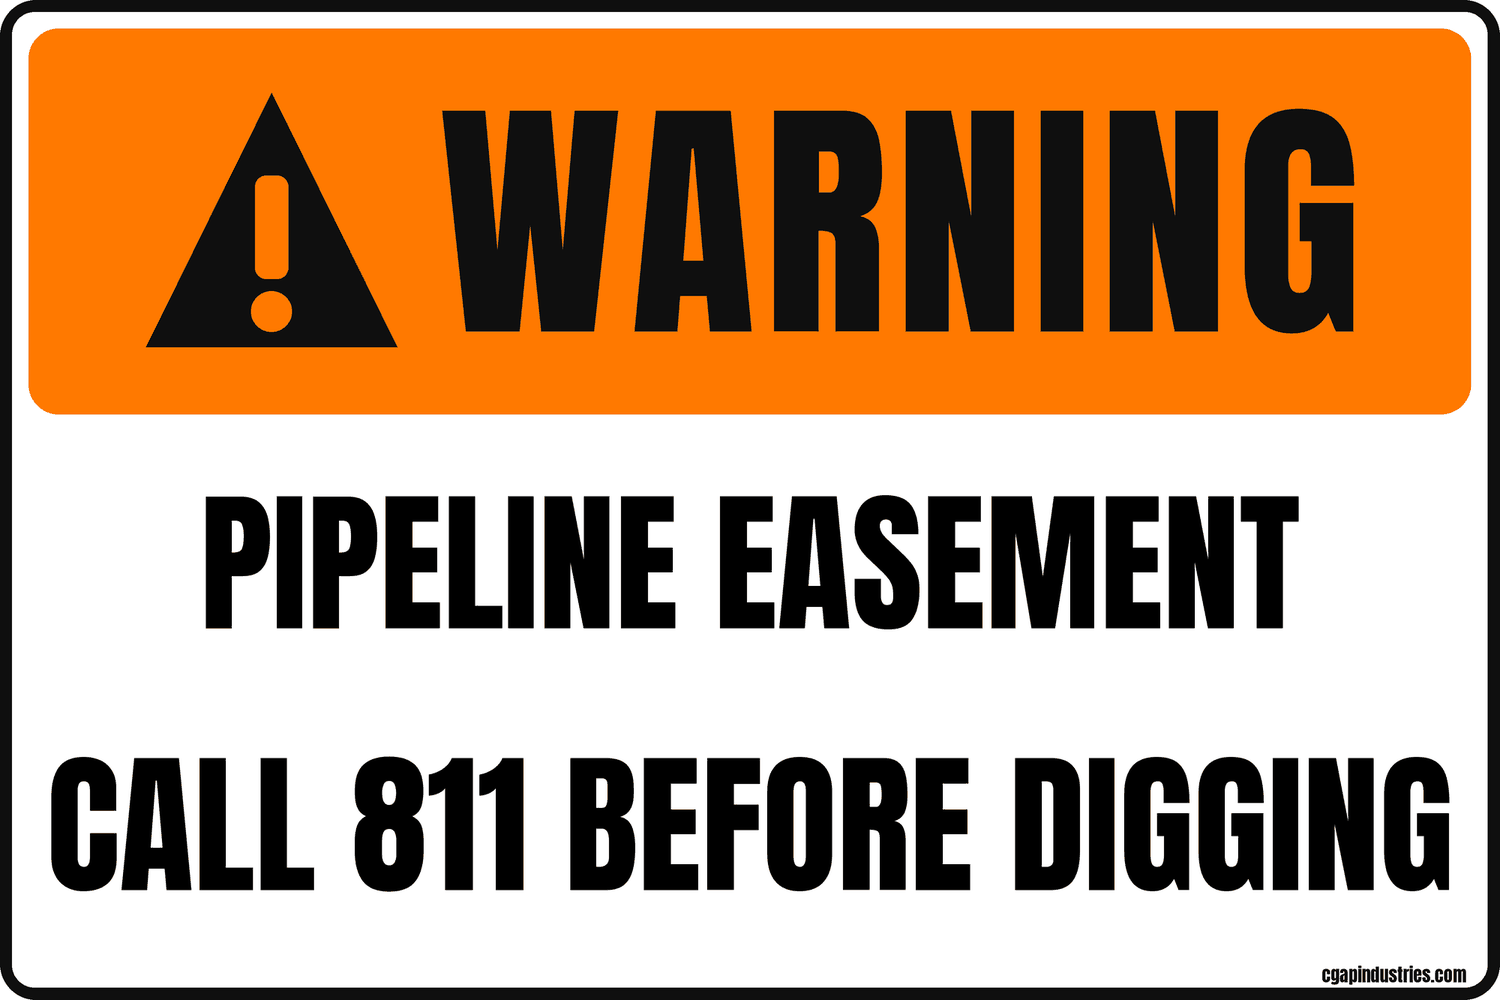 WARNING
PIPELINE EASEMENT
CALL 811 BEFORE DIGGING
cgapindustries.com